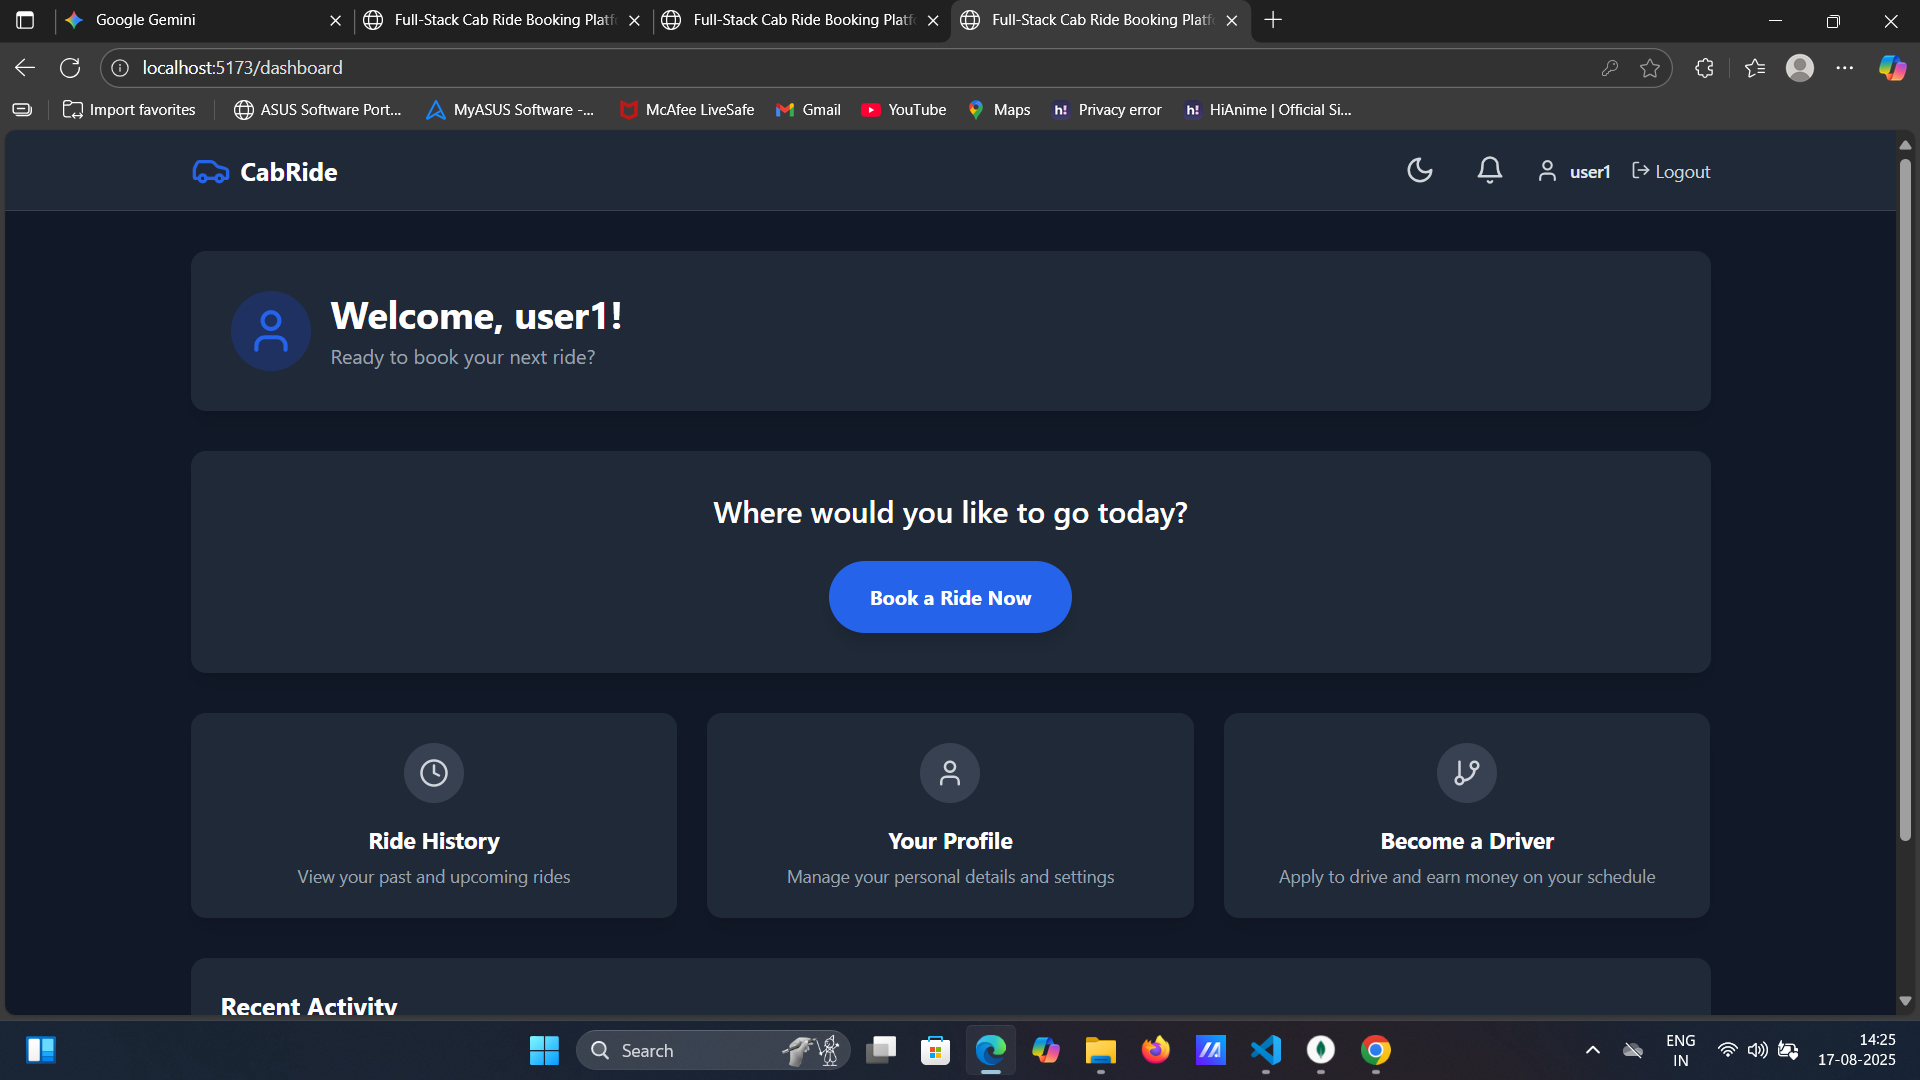 Google Gemini
Full-Stack Cab Ride Booking Platf
Full-Stack Cab Ride Booking Platf
Full-Stack Cab Ride Booking Platf
localhost:5173/dashboard
Import favorites
ASUS Software Port...
MyASUS Software -...
McAfee LiveSafe
Gmail
YouTube
Maps
h! Privacy error
h! HiAnime | Official Si...
CabRide
user1
Logout
Welcome, user1!
Ready to book your next ride?
Where would you like to go today?
Book a Ride Now
Ride History
View your past and upcoming rides
Your Profile
Manage your personal details and settings
Become a Driver
Apply to drive and earn money on your schedule
Recent Activity
Search
ENG
IN
14:25
17-08-2025